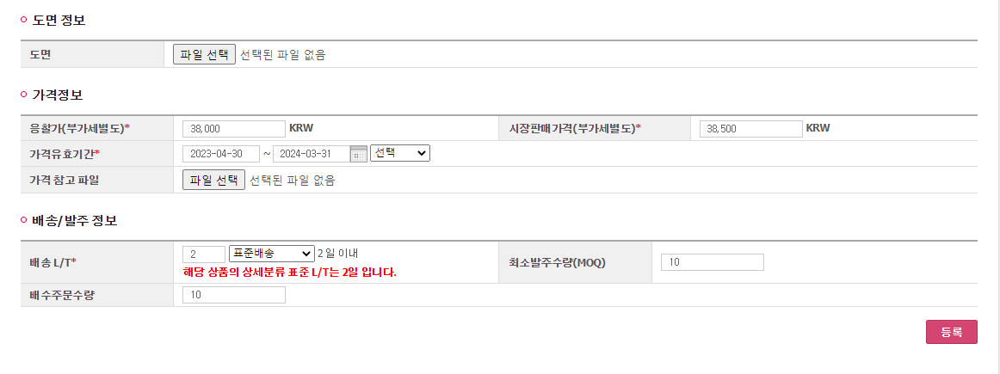 도면 정보
도면 파일 선택 선택된 파일 없음
가격정보
응찰가(부가세별도)* 38,000 KRW 시장판매가격(부가세별도)* 38,500 KRW
가격유효기간* 2023-04-30 ~ 2024-03-31 선택
가격 참고 파일 파일 선택 선택된 파일 없음
배송/발주 정보
배송 L/T* 2 표준배송 2일 이내 최소발주수량(MOQ) 10
해당 상품의 상세분류 표준 L/T는 2일 입니다.
배수주문수량 10
등록